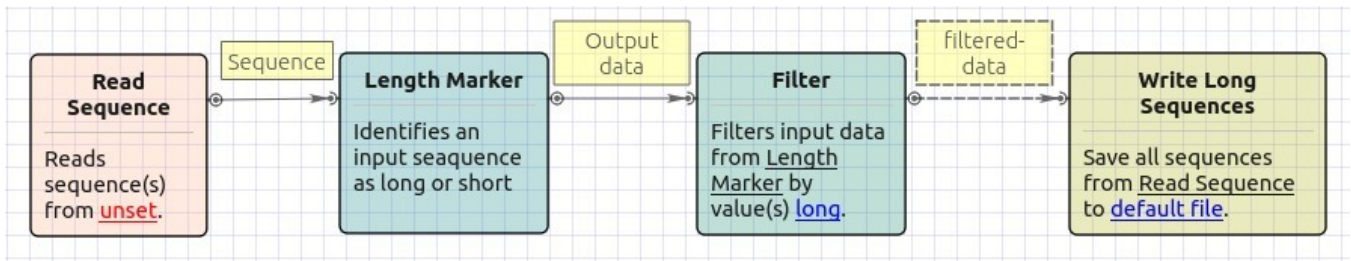 Read
Sequence
Reads
sequence(s)
from unset.
Sequence
Length Marker
Identifies an
input seaquence
as long or short
Output
data
Filter
Filters input data
from Length
Marker by
value(s) long.
filtered-
data
Write Long
Sequences
Save all sequences
from Read Sequence
to default file.